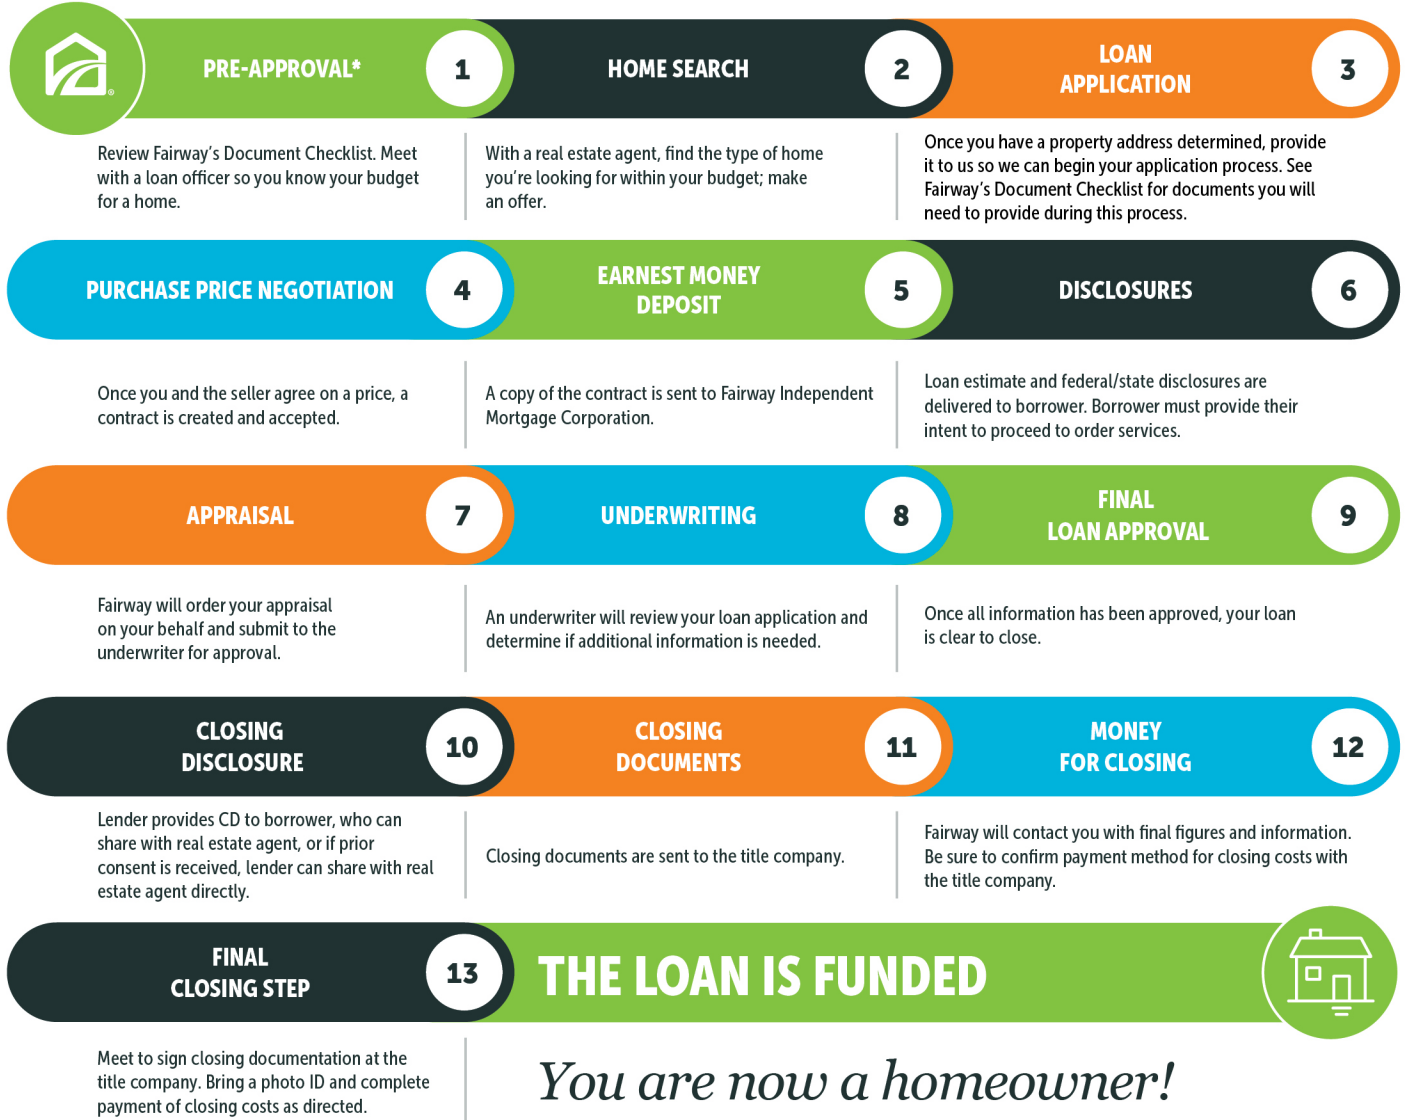 PRE-APPROVAL*
1
Review Fairway's Document Checklist. Meet
with a loan officer so you know your budget
for a home.
HOME SEARCH
2
With a real estate agent, find the type of home
you're looking for within your budget; make
an offer.
LOAN
APPLICATION
3
Once you have a property address determined, provide
it to us so we can begin your application process. See
Fairway's Document Checklist for documents you will
need to provide during this process.
PURCHASE PRICE NEGOTIATION
4
Once you and the seller agree on a price, a
contract is created and accepted.
EARNEST MONEY
DEPOSIT
5
A copy of the contract is sent to Fairway Independent
Mortgage Corporation.
DISCLOSURES
6
Loan estimate and federal/state disclosures are
delivered to borrower. Borrower must provide their
intent to proceed to order services.
APPRAISAL
7
Fairway will order your appraisal
on your behalf and submit to the
underwriter for approval.
UNDERWRITING
8
An underwriter will review your loan application and
determine if additional information is needed.
FINAL
LOAN APPROVAL
9
Once all information has been approved, your loan
is clear to close.
CLOSING
DISCLOSURE
10
Lender provides CD to borrower, who can
share with real estate agent, or if prior
consent is received, lender can share with real
estate agent directly.
CLOSING
DOCUMENTS
11
Closing documents are sent to the title company.
MONEY
FOR CLOSING
12
Fairway will contact you with final figures and information.
Be sure to confirm payment method for closing costs with
the title company.
FINAL
CLOSING STEP
13
Meet to sign closing documentation at the
title company. Bring a photo ID and complete
payment of closing costs as directed.
THE LOAN IS FUNDED
You are now a homeowner!